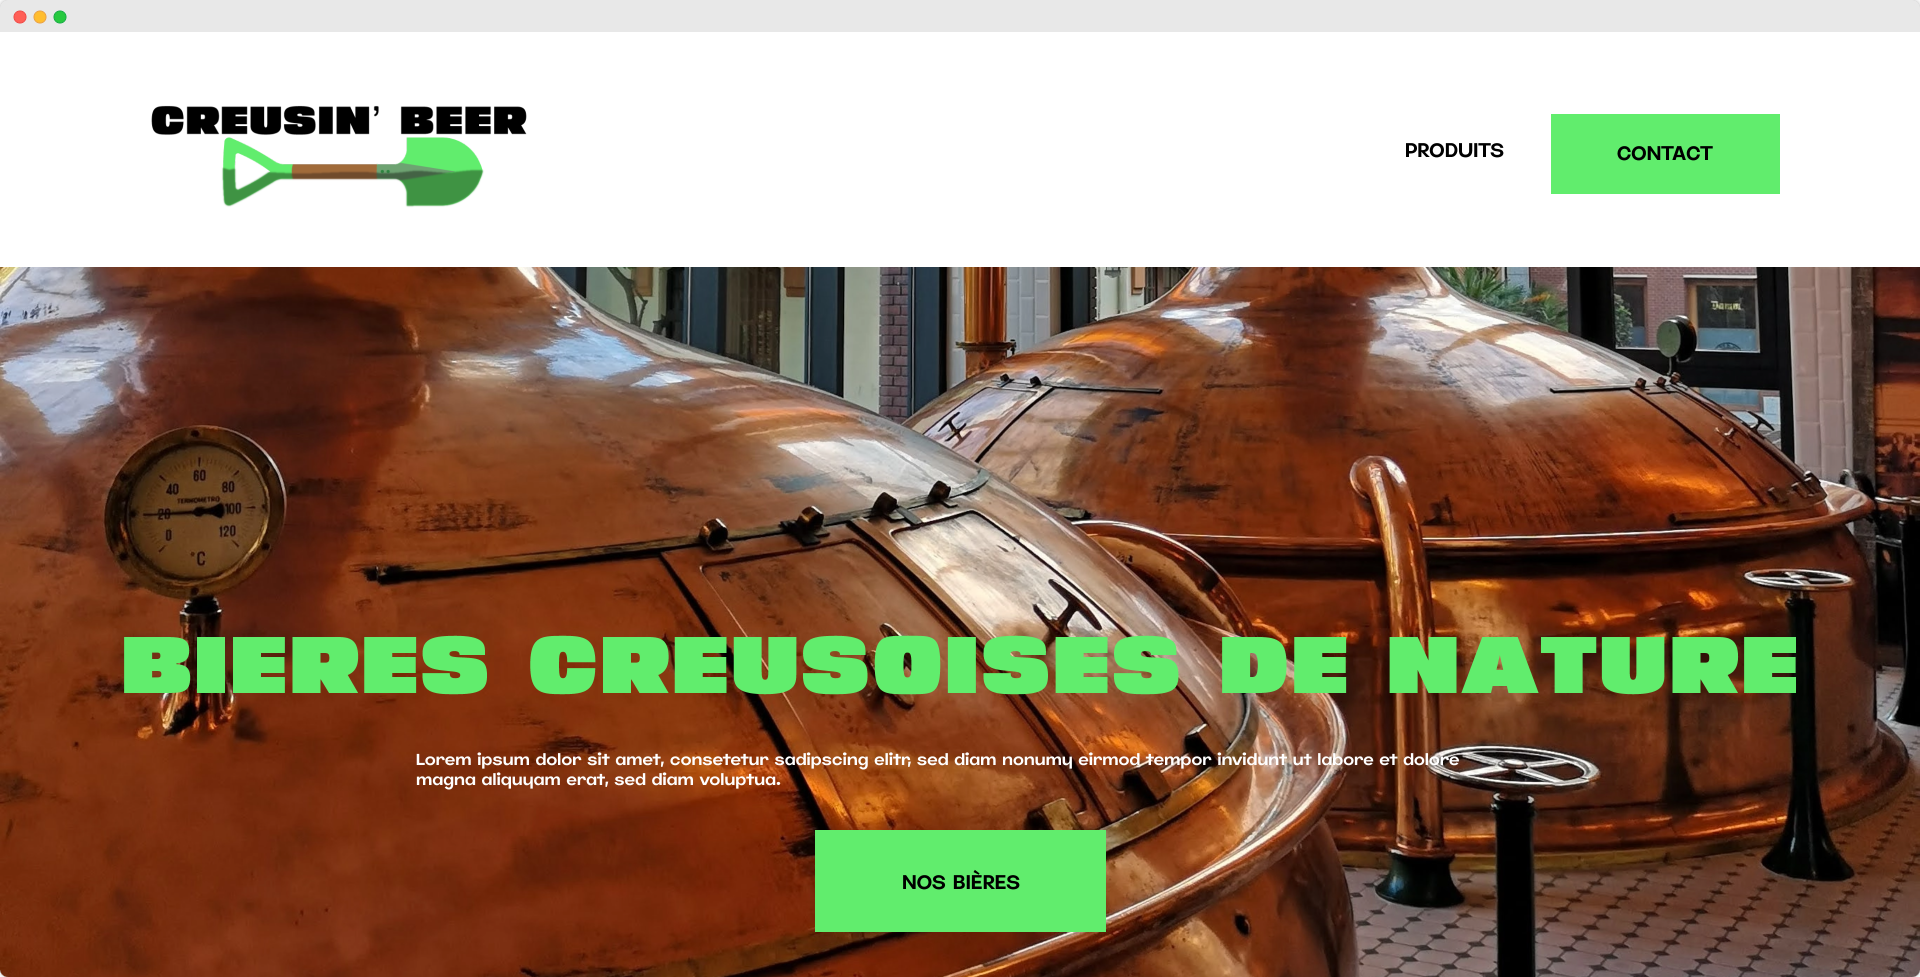 CREUSIN' BEER
PRODUITS
CONTACT
Damm
60
40
80
TERMOMETRO
20
100
0
120
°C
BIERES CREUSOISES DE NATURE
Lorem ipsum dolor sit amet, consetetur sadipscing elitr, sed diam nonumy eirmod tempor invidunt ut labore et dolore
magna aliquyam erat, sed diam voluptua.
NOS BIÈRES